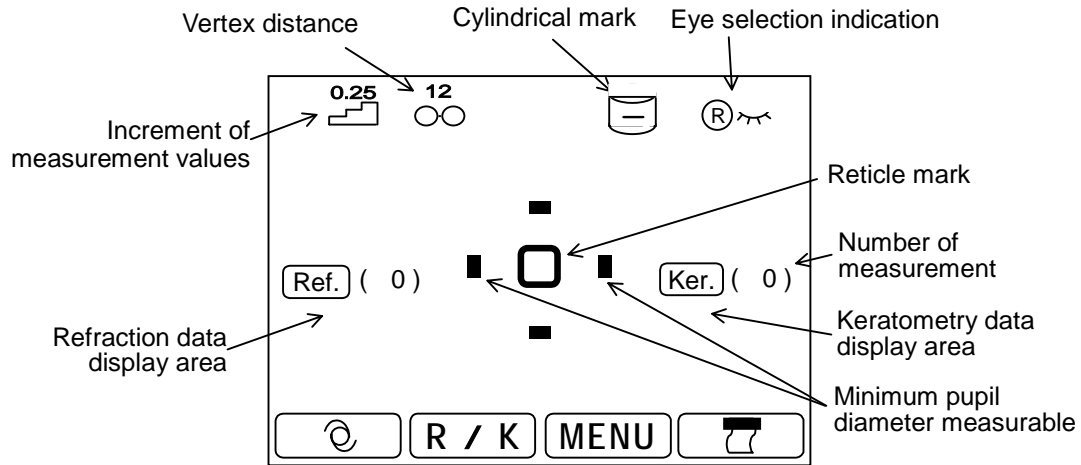 Vertex distance
Cylindrical mark
Eye selection indication
0.25
12
R
Increment of
measurement values
Reticle mark
Number of
measurement
Ref. ( 0 )
Ker. ( 0 )
Refraction data
display area
Keratometry data
display area
Minimum pupil
diameter measurable
R / K
MENU